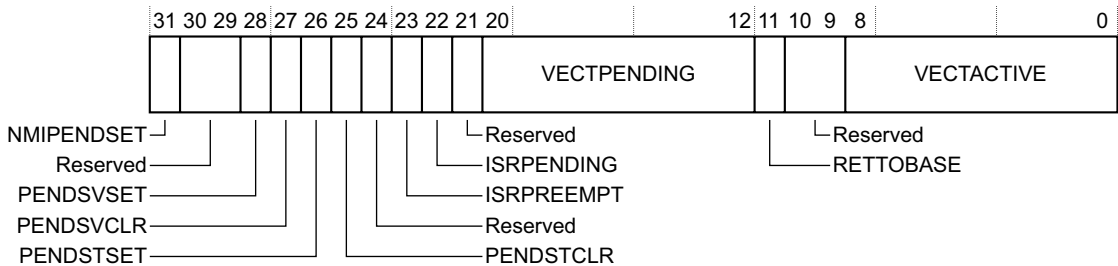 31 30 29 28 27 26 25 24 23 22 21 20 12 11 10 9 8 0
VECTPENDING VECTACTIVE
NMIPENDSET Reserved Reserved
Reserved ISRPENDING RETTOBASE
PENDSVSET ISRPREEMPT
PENDSVCLR Reserved
PENDSTSET PENDSTCLR